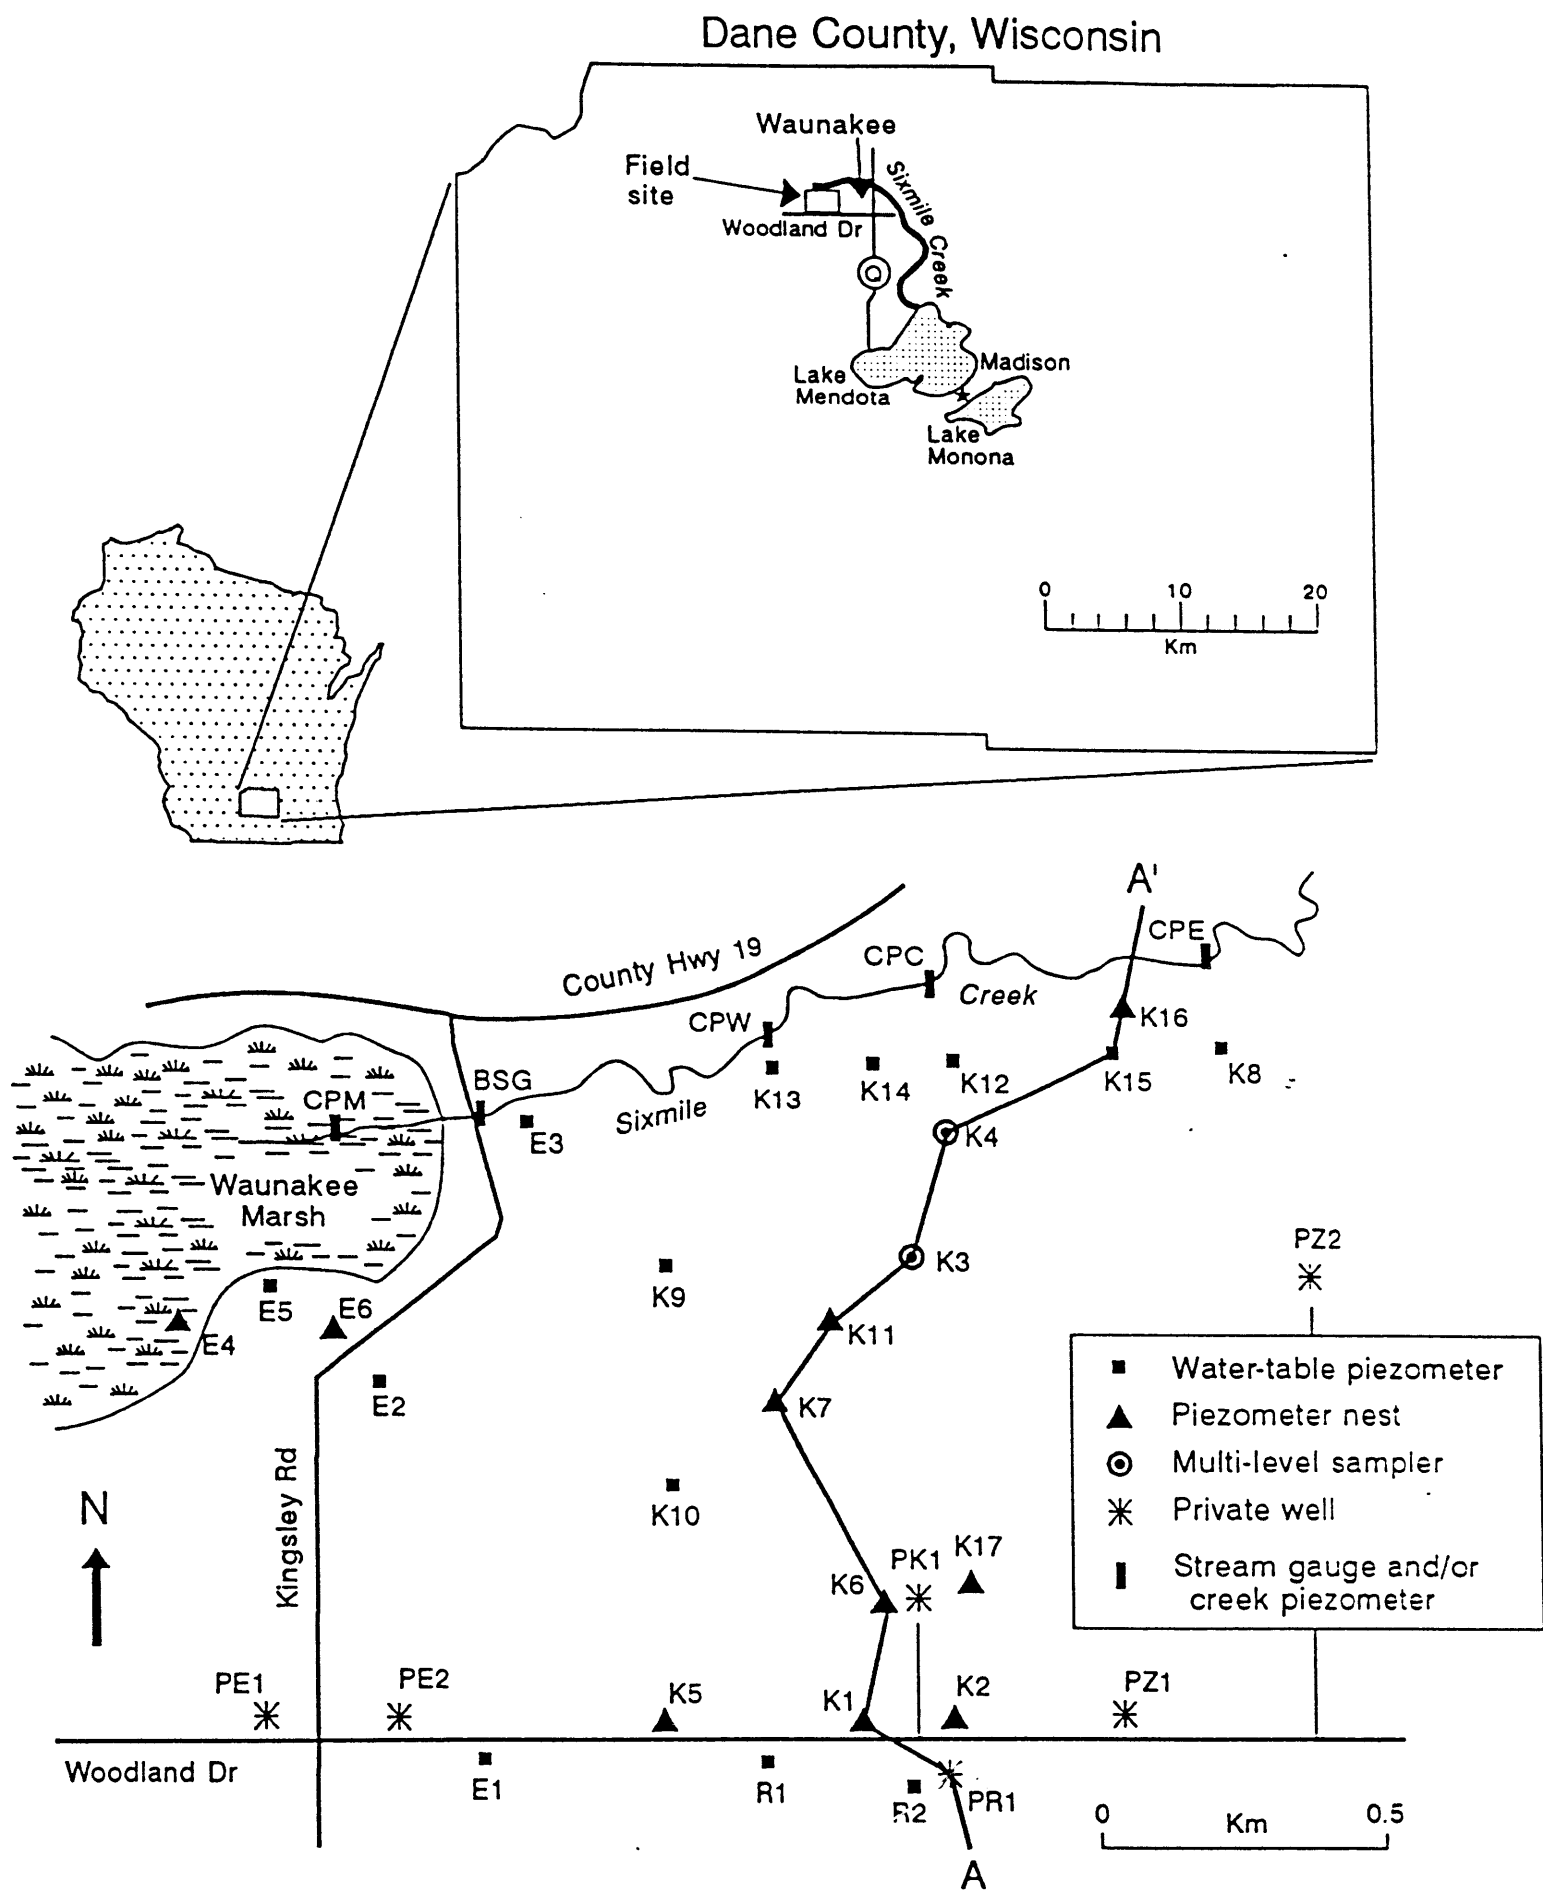 Dane County, Wisconsin
Waunakee
Field
site
Sixmile Creek
Woodland Dr
Q
Lake
Mendota
Madison
Lake
Monona
0 10 20
Km
A'
CPE
County Hwy 19
CPC
Creek
K16
CPW
K8
K15
K12
K14
K13
BSG
CPM
Sixmile
E3
K4
Waunakee
Marsh
PZ2
K3
K9
E5
E6
E4
K11
Water-table piezometer
E2
K7
Piezometer nest
Multi-level sampler
Kingsley Rd
N
K10
Private well
K17
PK1
K6
Stream gauge and/or
creek piezometer
PE1
PE2
K5
K1
K2
PZ1
Woodland Dr
E1
R1
R2
PR1
0 Km 0.5
A